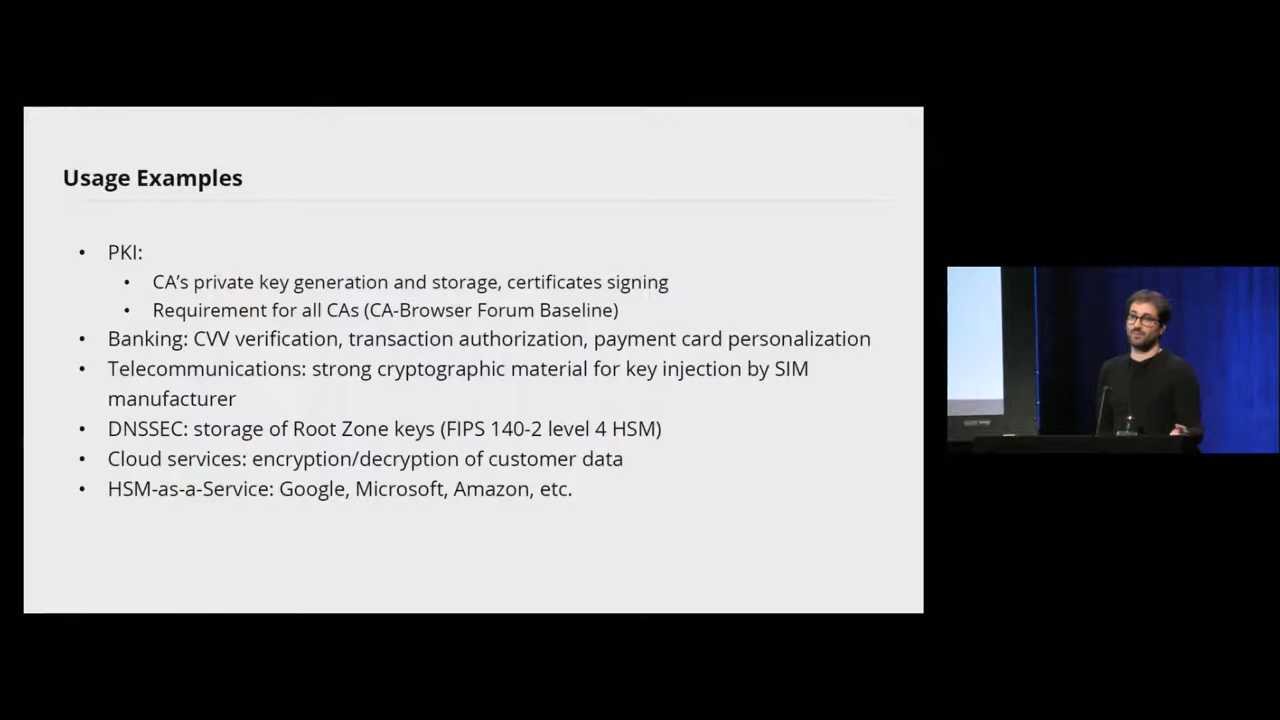 Usage Examples
• PKI:
• CA’s private key generation and storage, certificates signing
• Requirement for all CAs (CA-Browser Forum Baseline)
• Banking: CVV verification, transaction authorization, payment card personalization
• Telecommunications: strong cryptographic material for key injection by SIM
manufacturer
• DNSSEC: storage of Root Zone keys (FIPS 140-2 level 4 HSM)
• Cloud services: encryption/decryption of customer data
• HSM-as-a-Service: Google, Microsoft, Amazon, etc.